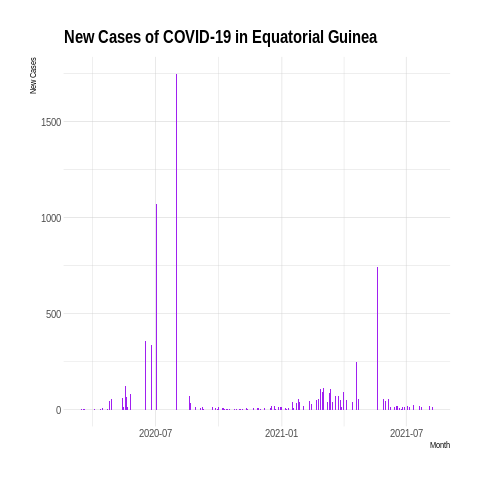 New Cases of COVID-19 in Equatorial Guinea
New Cases
1500
1000
500
0
2020-07
2021-01
2021-07
Month